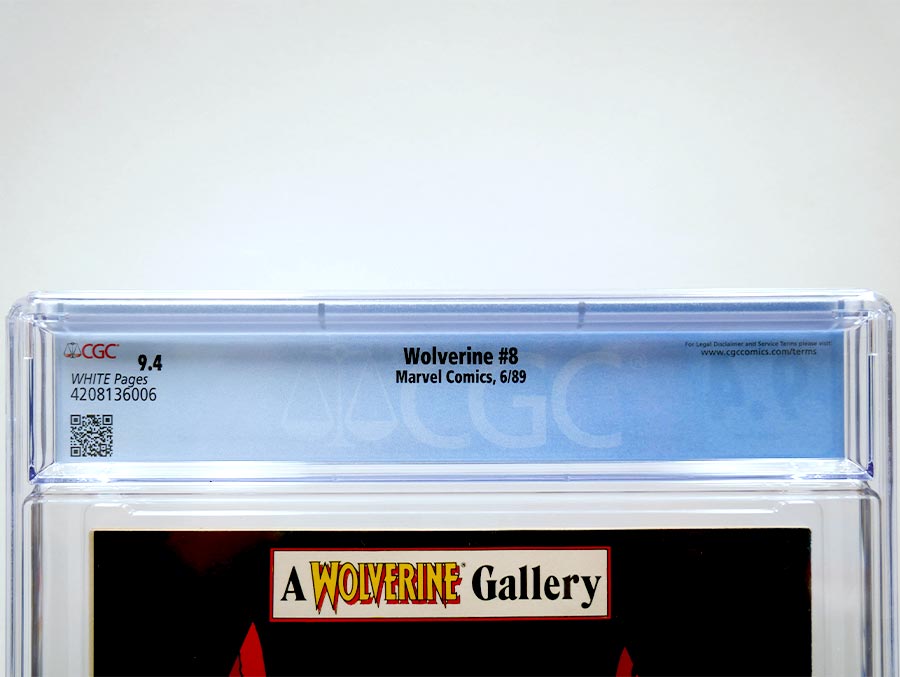 CGC
9.4
WHITE Pages
4208136006
Wolverine #8
Marvel Comics, 6/89
For Legal Disclaimer and Service Terms please visit
www.cgccomics.com/terms
CGC
A WOLVERINE Gallery